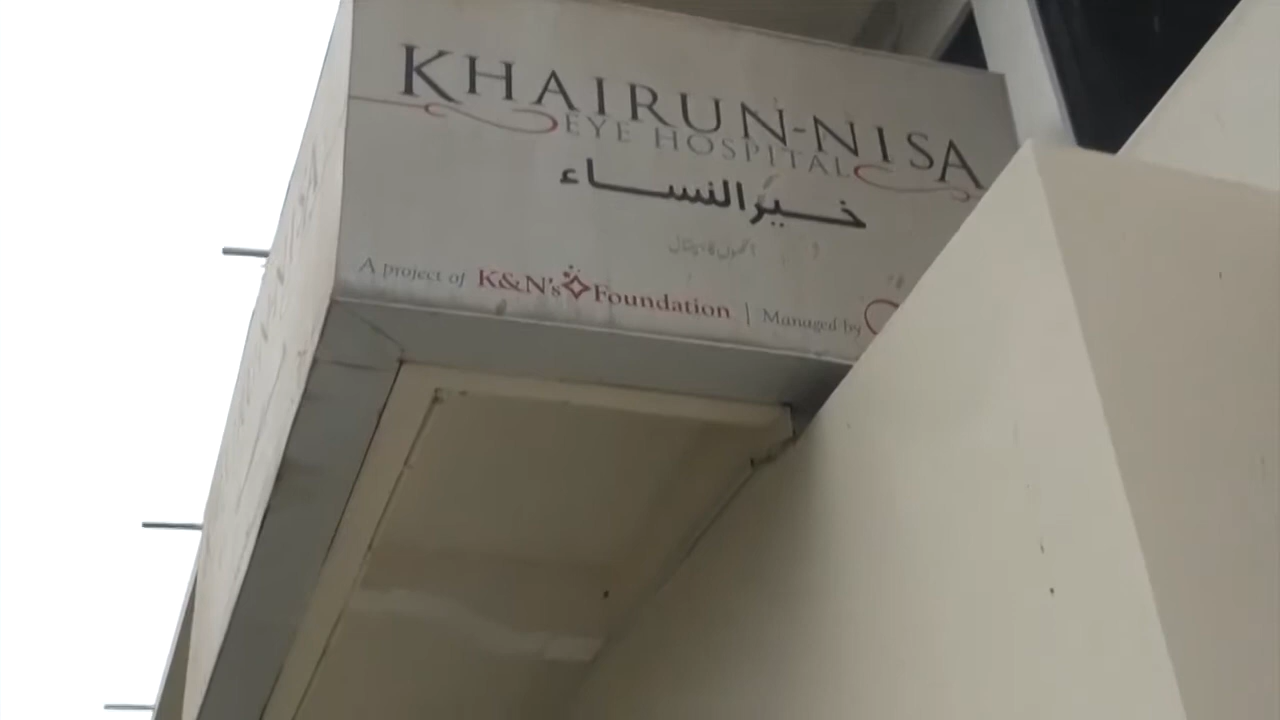 KHAIRUN-NISA
EYE HOSPITAL
خیرالنساء
A project of K&N's Foundation | Managed by